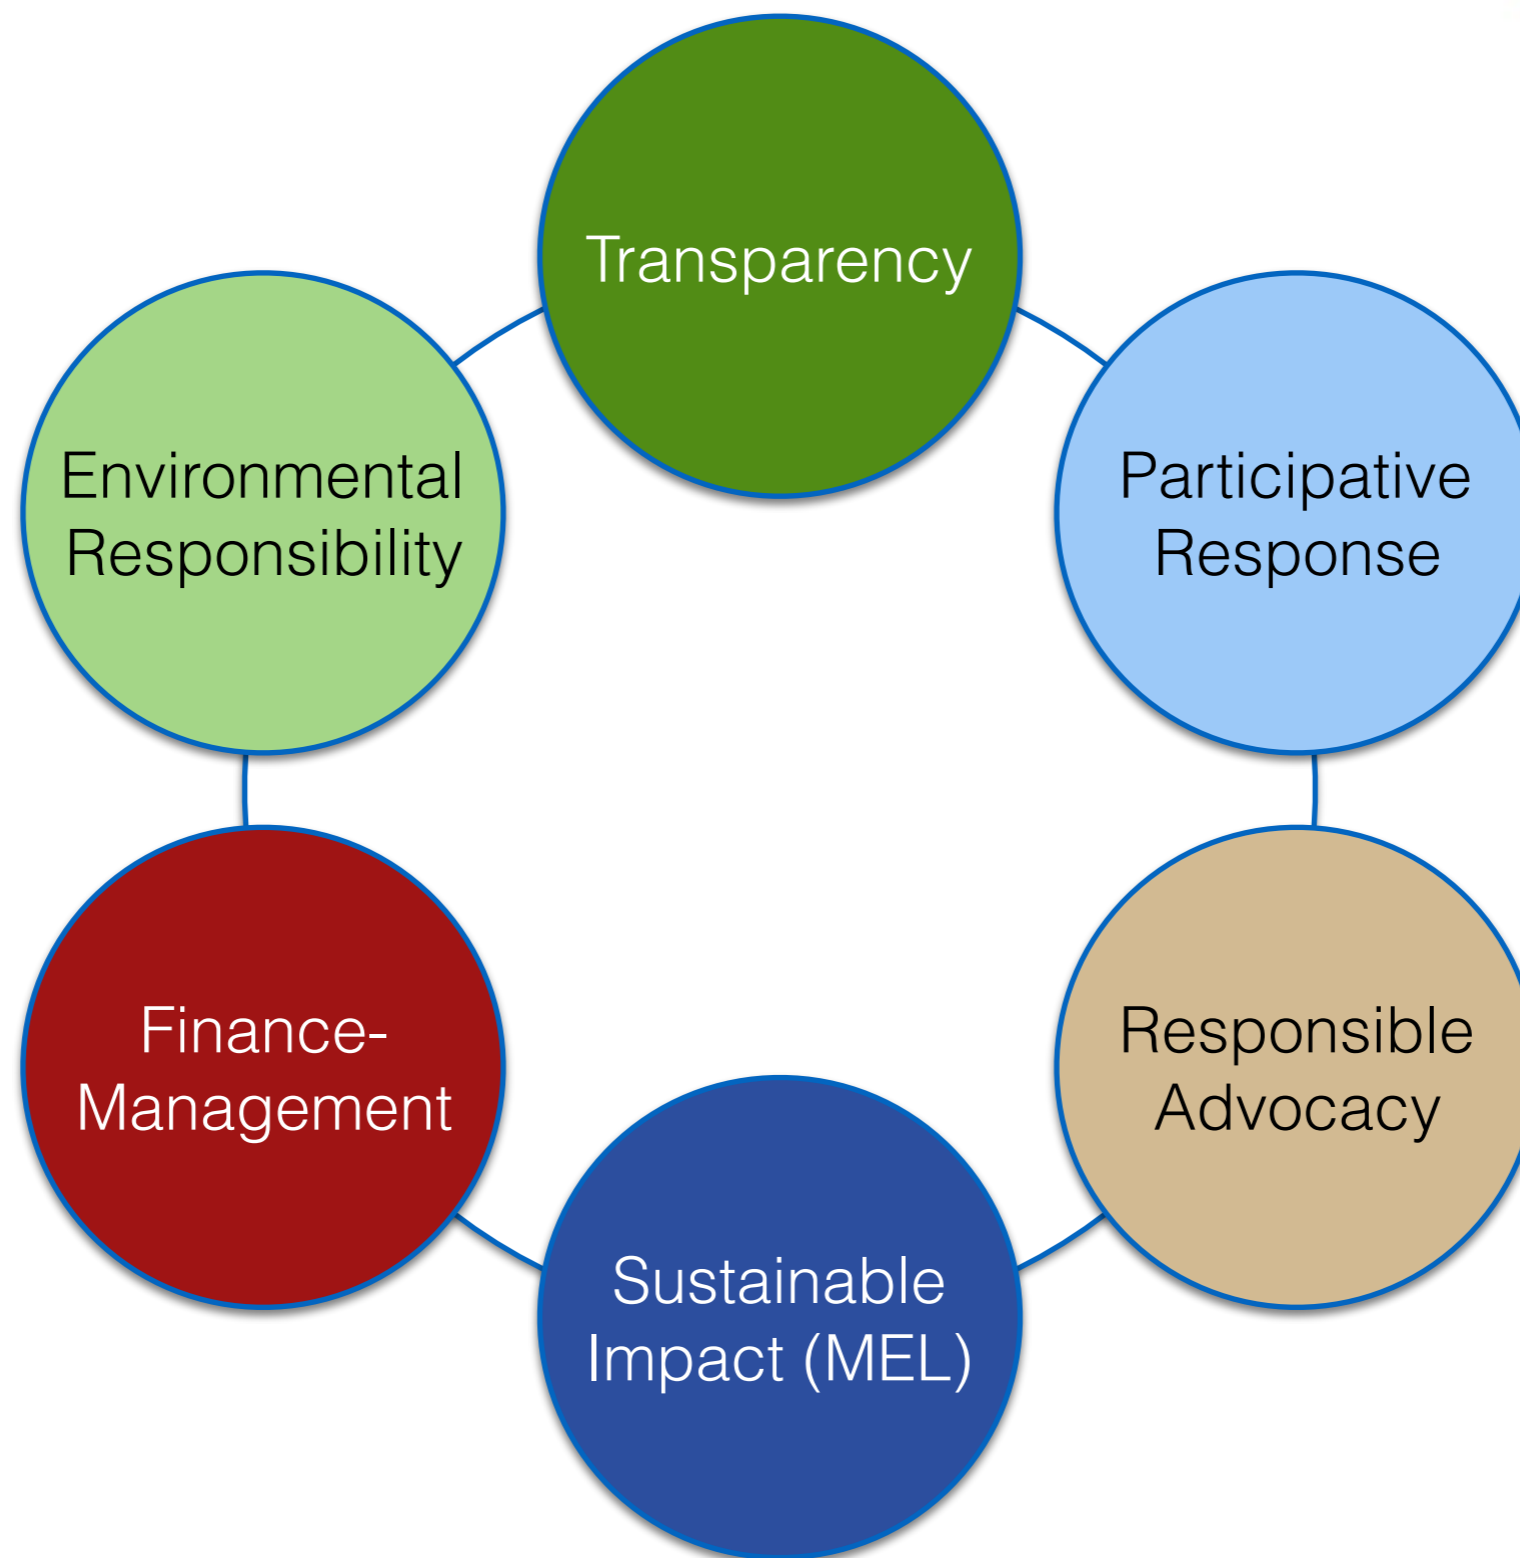 Transparency
Participative
Response
Responsible
Advocacy
Sustainable
Impact (MEL)
Finance-
Management
Environmental
Responsibility